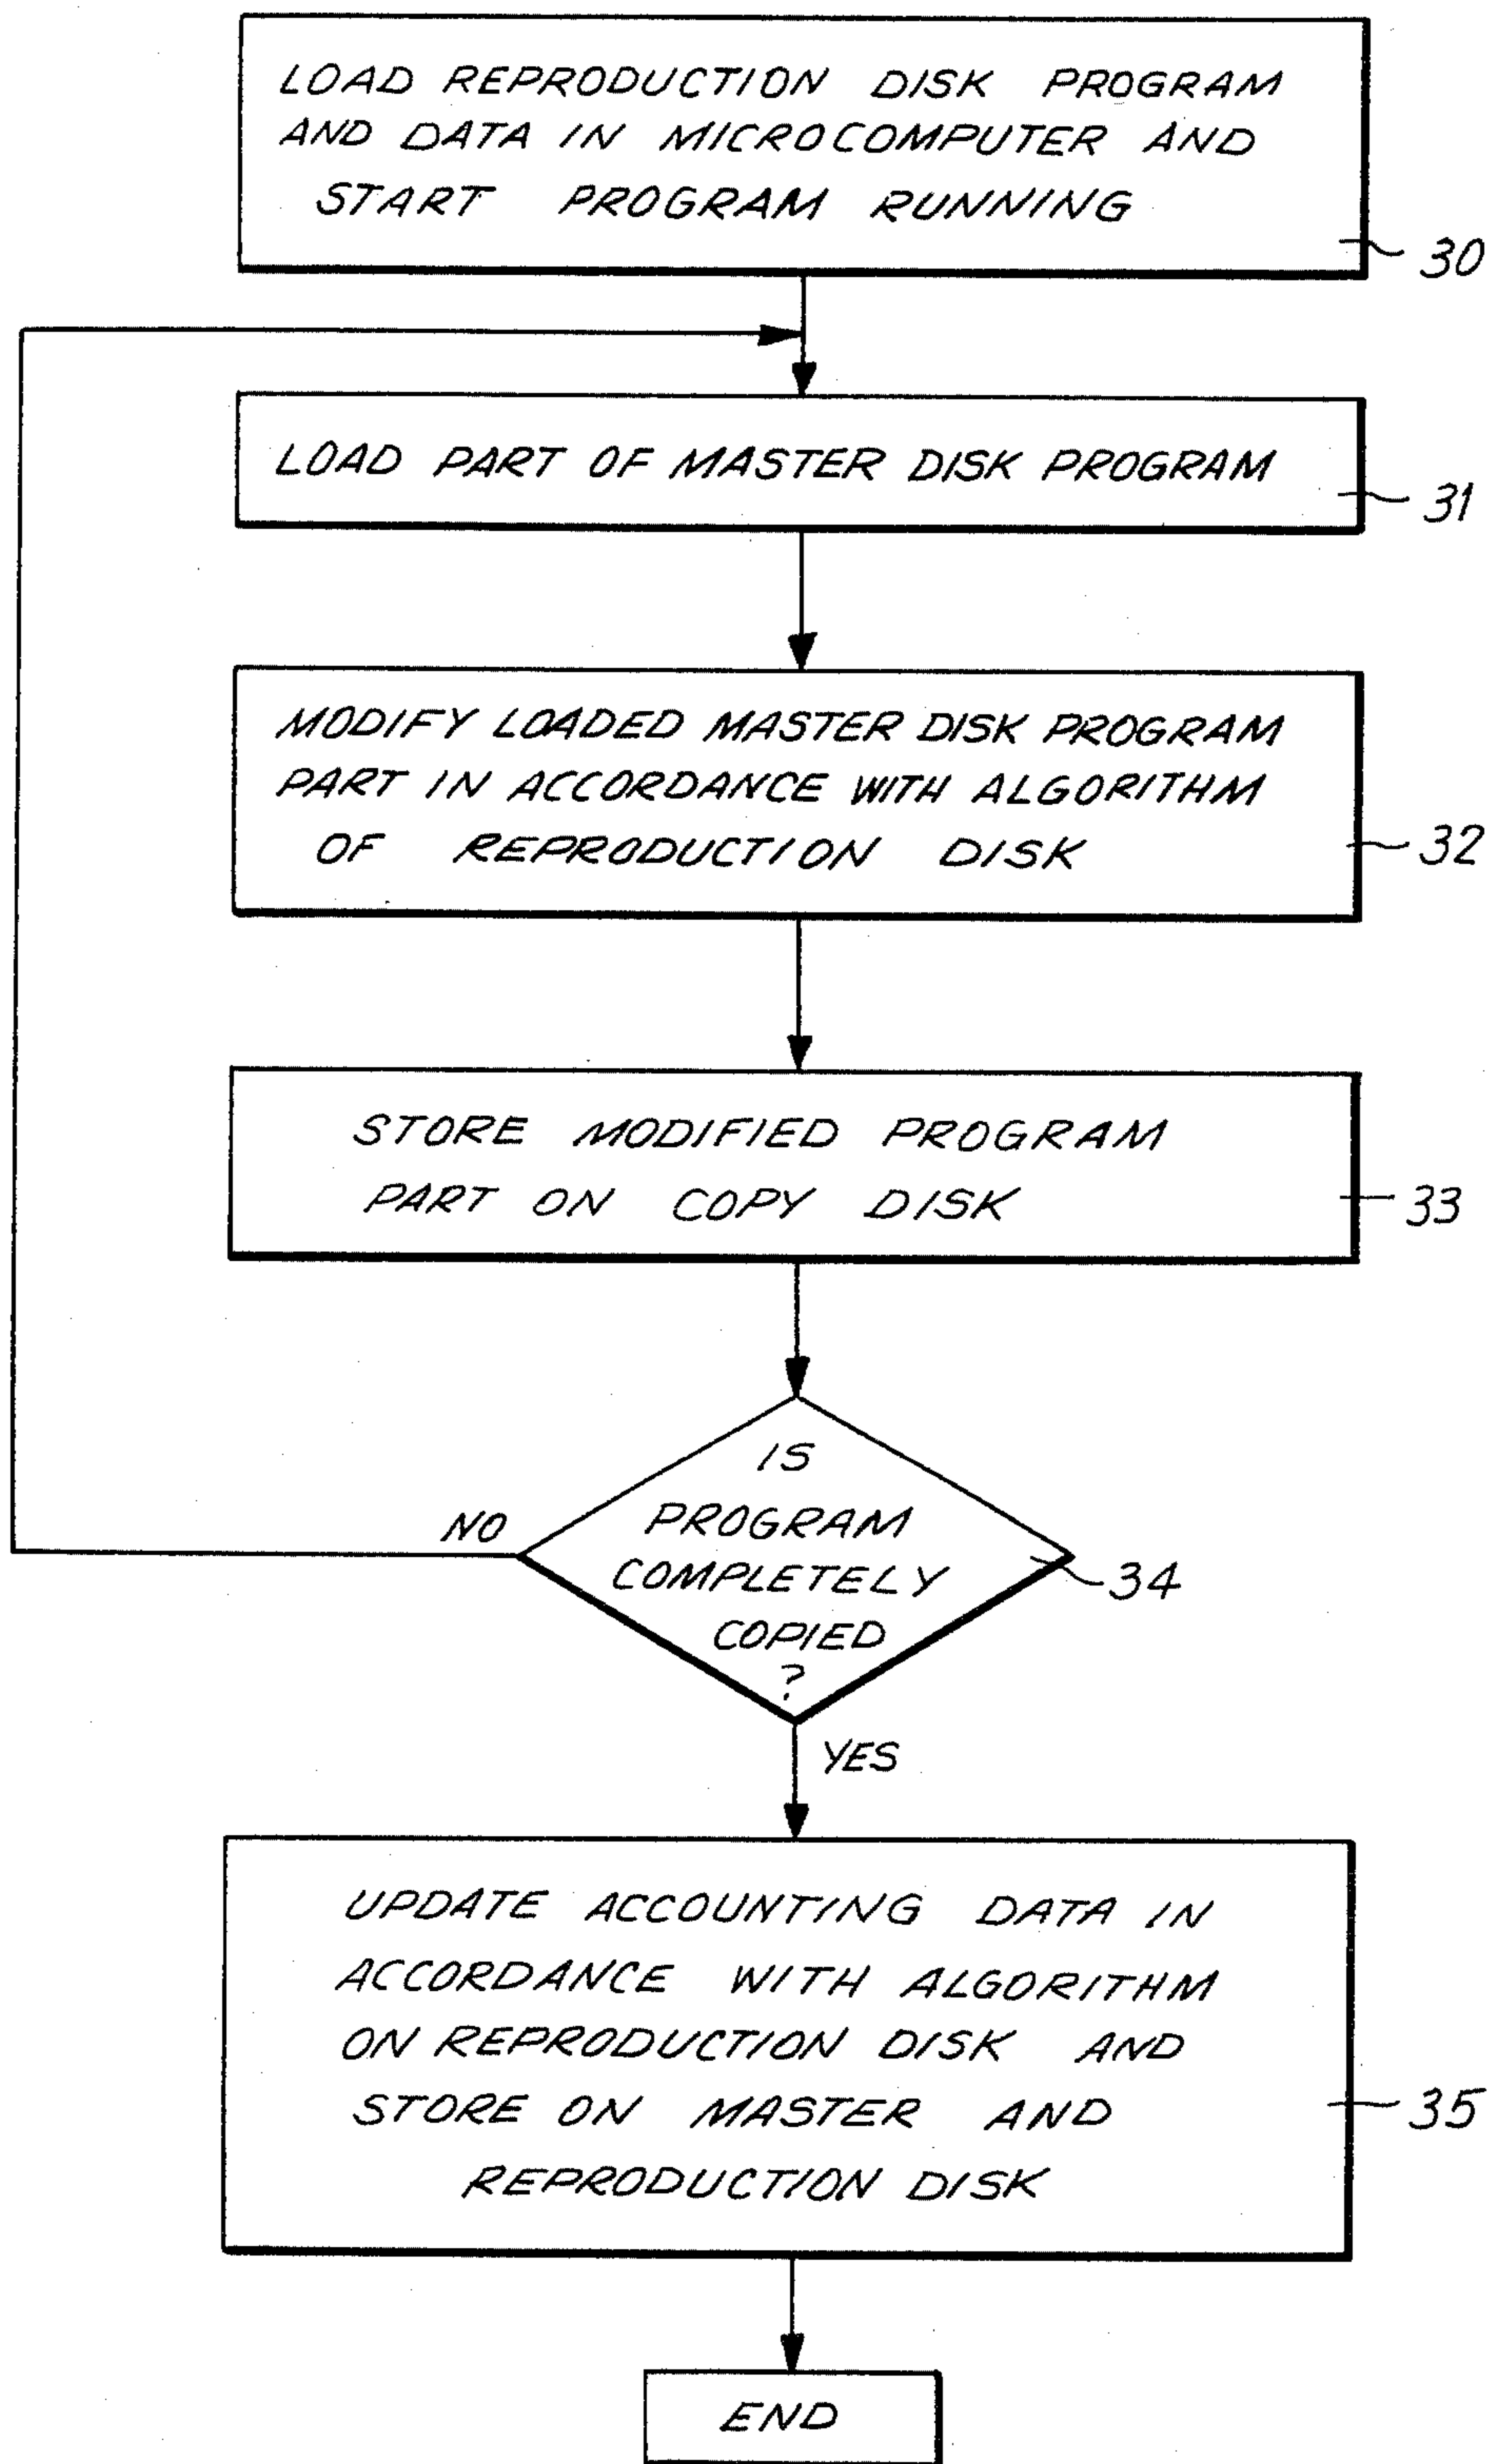 LOAD REPRODUCTION DISK PROGRAM
AND DATA IN MICROCOMPUTER AND
START PROGRAM RUNNING
30
LOAD PART OF MASTER DISK PROGRAM
31
MODIFY LOADED MASTER DISK PROGRAM
PART IN ACCORDANCE WITH ALGORITHM
OF REPRODUCTION DISK
32
STORE MODIFIED PROGRAM
PART ON COPY DISK
33
IS
PROGRAM
COMPLETELY
COPIED
?
34
NO
YES
UPDATE ACCOUNTING DATA IN
ACCORDANCE WITH ALGORITHM
ON REPRODUCTION DISK AND
STORE ON MASTER AND
REPRODUCTION DISK
35
END